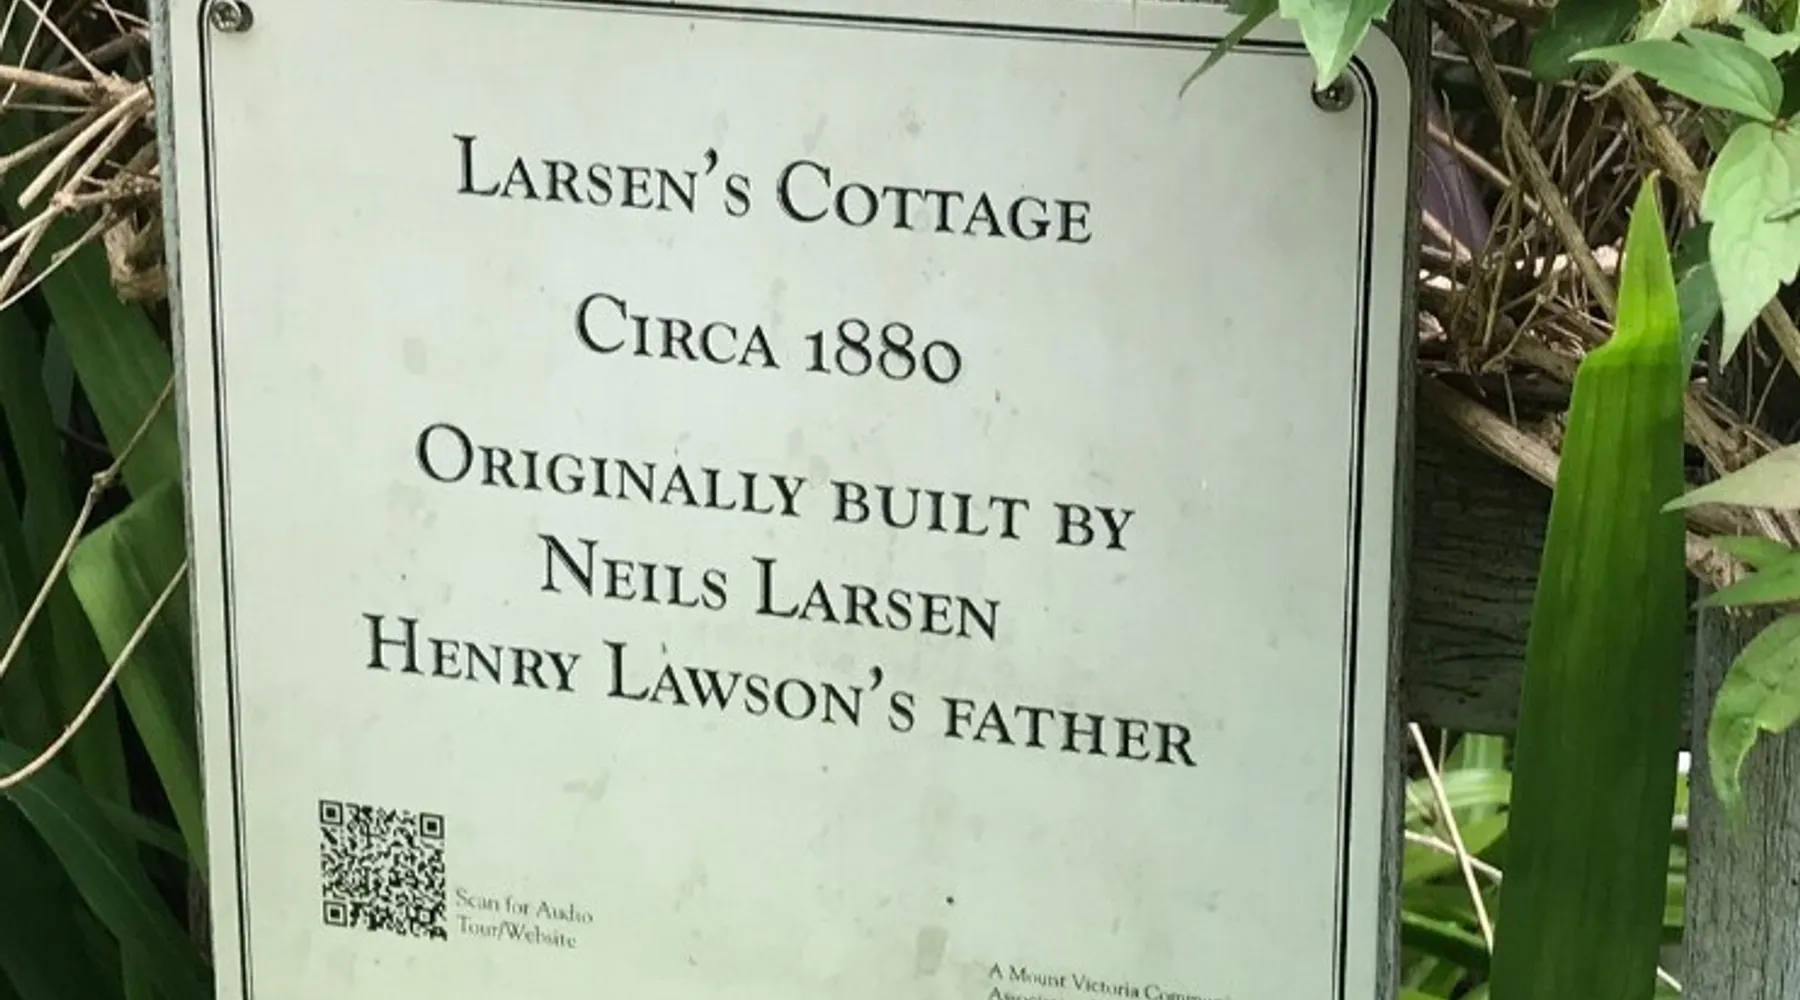 Larsen's Cottage
Circa 1880
Originally built by
Neils Larsen
Henry Lawson's father
Scan for Audio
Tour/Website
A Mount Victoria